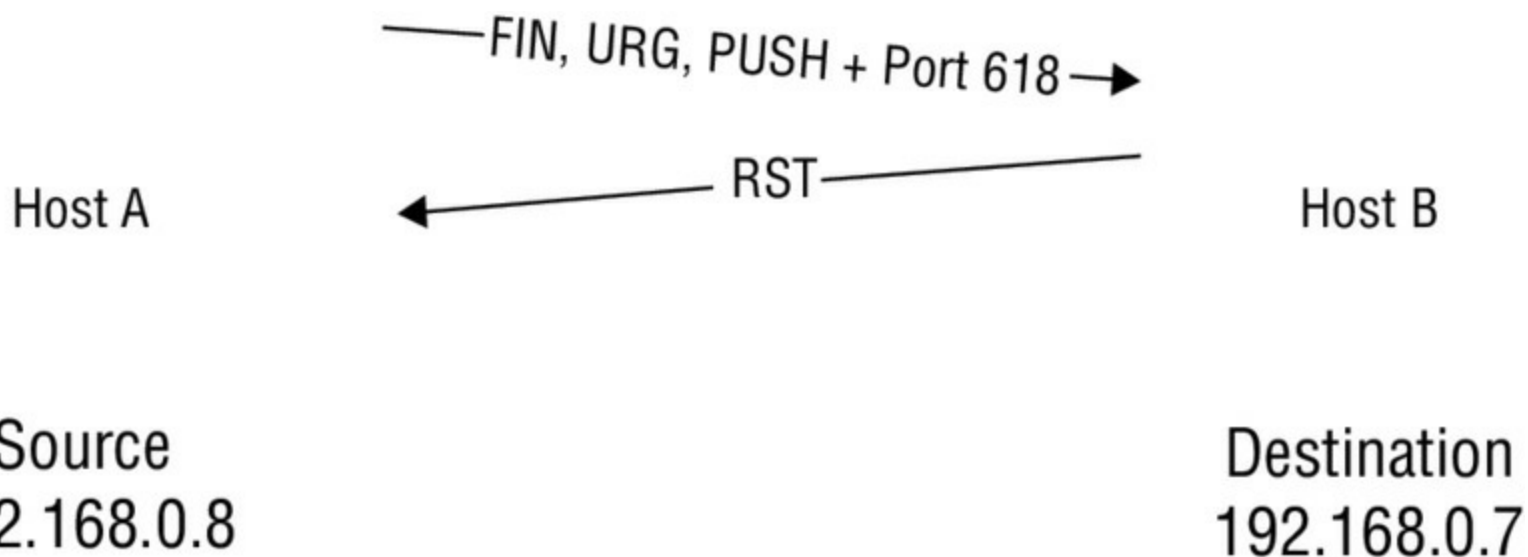 FIN, URG, PUSH + Port 618
RST
Host A
Host B
Source
2.168.0.8
Destination
192.168.0.7